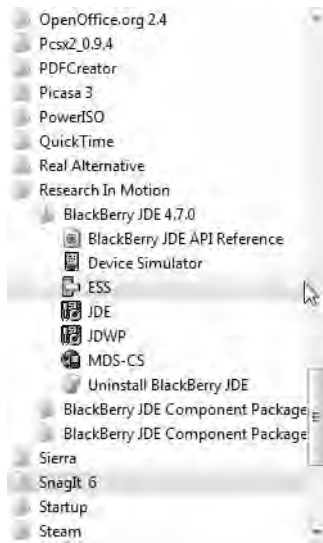 OpenOffice.org 2.4
Pcsx2_0.9.4
PDFCreator
Picasa 3
PowerISO
QuickTime
Real Alternative
Research In Motion
BlackBerry JDE 4.7.0
BlackBerry JDE API Reference
Device Simulator
ESS
JDE
JDWP
MDS-CS
Uninstall BlackBerry JDE
BlackBerry JDE Component Package
BlackBerry JDE Component Package
Sierra
SnagIt 6
Startup
Steam